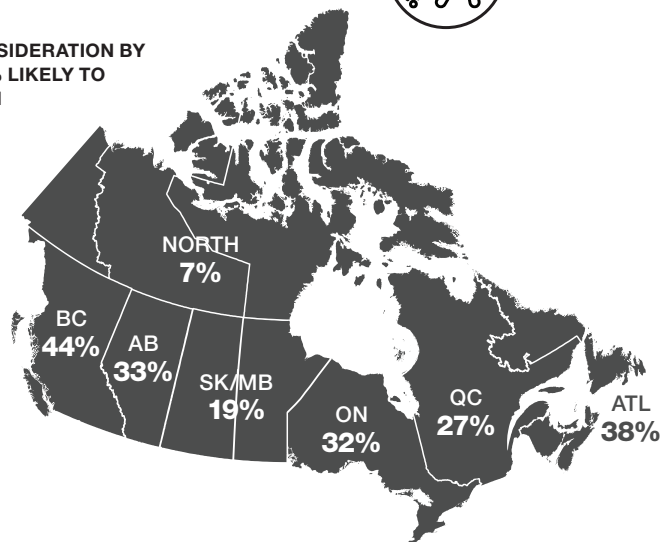 SIDERATION BY
LIKELY TO
NORTH
7%
BC
44%
AB
33%
SK/MB
19%
ON
32%
QC
27%
ATL
38%